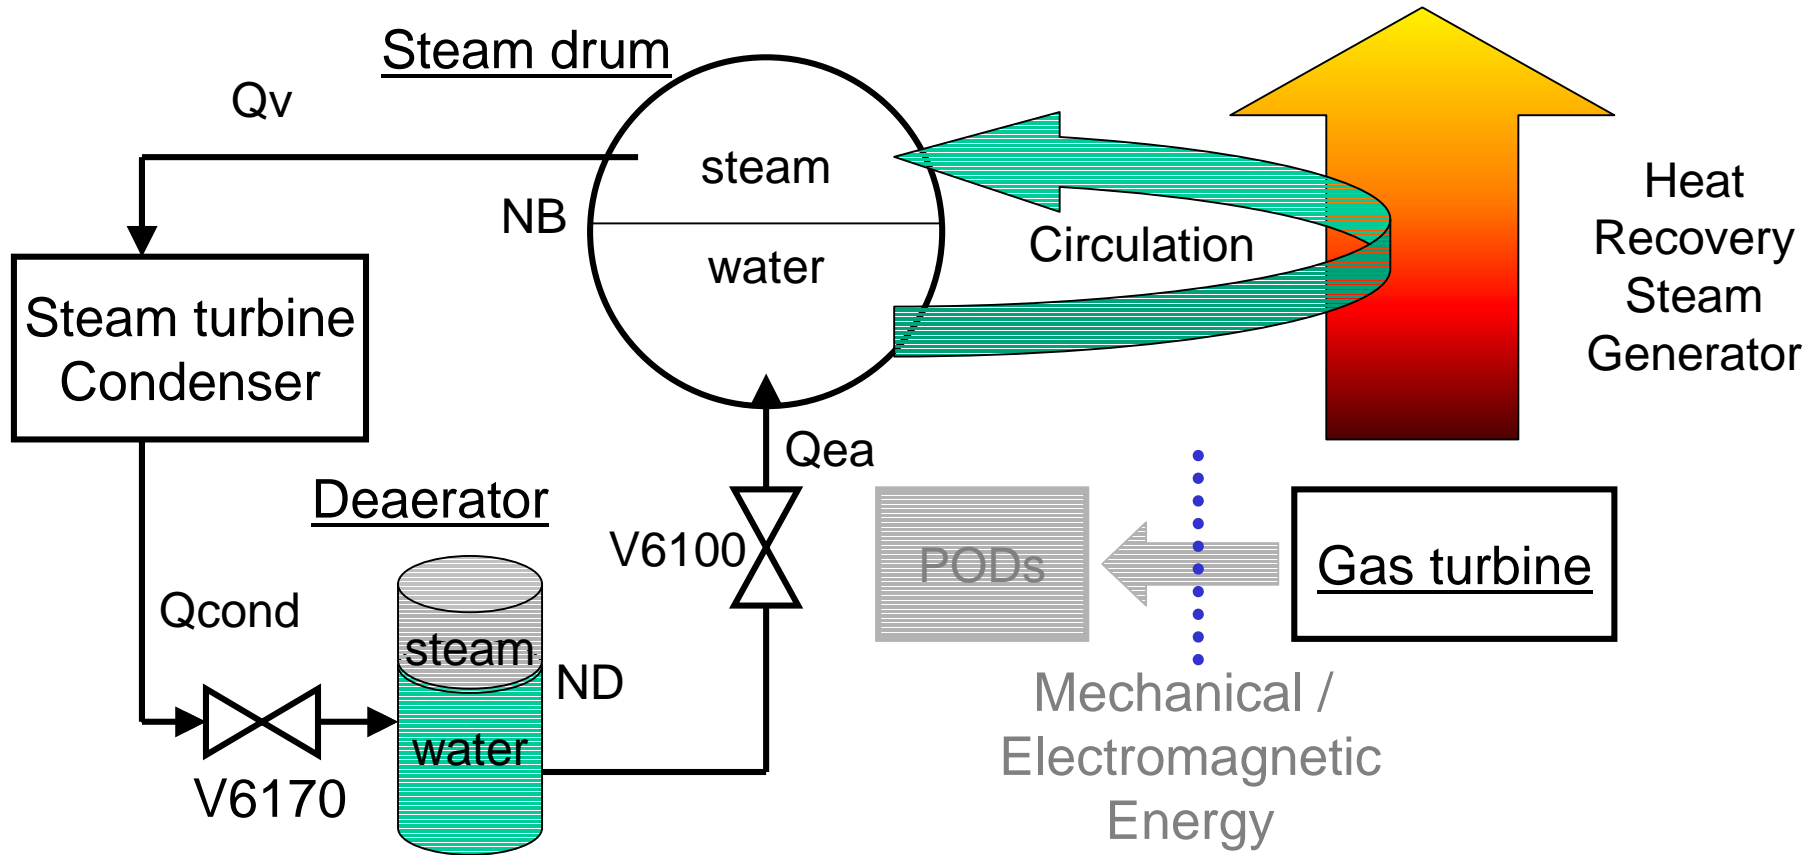 Steam drum
Qv
steam
NB
water
Circulation
Heat
Recovery
Steam
Generator
Steam turbine
Condenser
Qea
Deaerator
V6100
PODs
Gas turbine
Qcond
steam
ND
water
V6170
Mechanical /
Electromagnetic
Energy